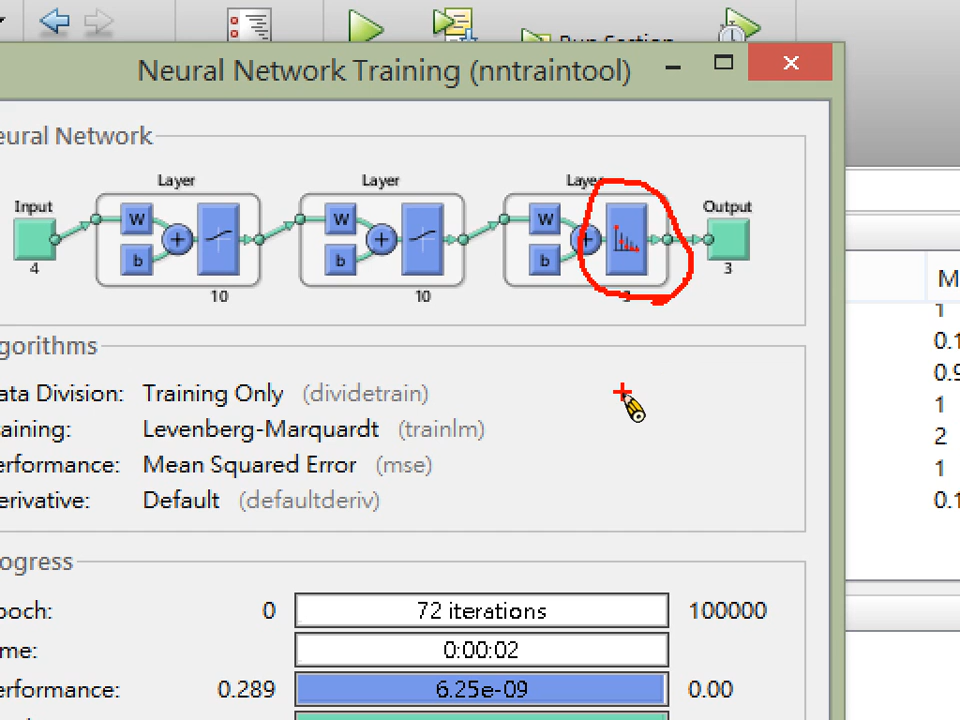 Run Section
Neural Network Training (nntraintool)
eural Network
Layer Layer Layer
Input Output
W W W
b b b
4 10 10 3
gorithms
ata Division: Training Only (dividetrain)
aining: Levenberg-Marquardt (trainlm)
erformance: Mean Squared Error (mse)
erivative: Default (defaultderiv)
ogress
poch: 0 72 iterations 100000
me: 0:00:02
erformance: 0.289 6.25e-09 0.00
M
1
0.1
0.9
1
2
1
0.1